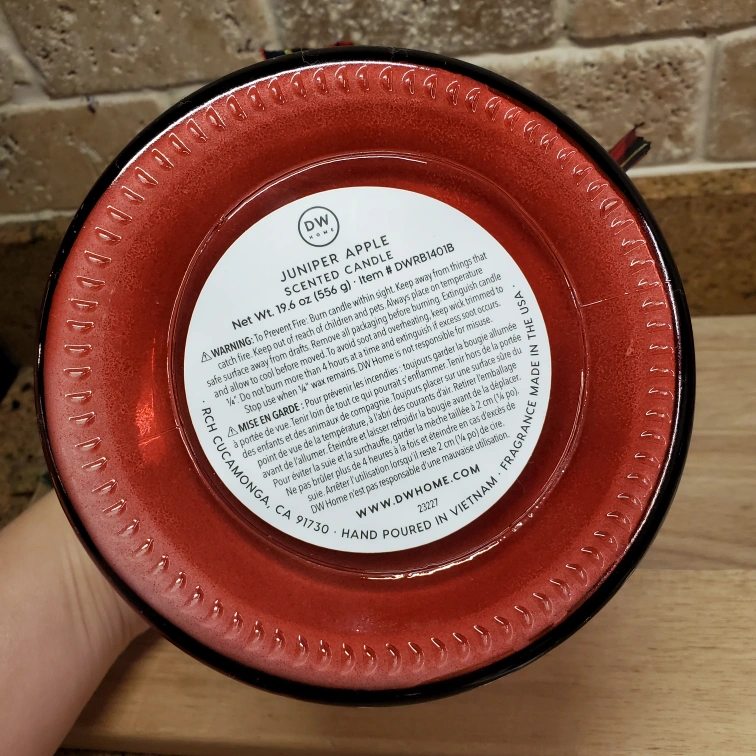 DW
HOME
JUNIPER APPLE
SCENTED CANDLE
Net Wt. 19.6 oz (556 g) · Item # DWRB1401B
⚠WARNING: To Prevent Fire: Burn candle within sight. Keep away from things that
catch fire. Keep out of reach of children and pets. Always place on temperature
safe surface away from drafts. Remove all packaging before burning. Extinguish candle
and allow to cool before moved. To avoid soot and overheating, keep wick trimmed to
¼". Do not burn more than 4 hours at a time and extinguish if excess soot occurs.
Stop use when ¼" wax remains. DW Home is not responsible for misuse.
⚠MISE EN GARDE : Pour prévenir les incendies : toujours garder la bougie allumée
à portée de vue. Tenir loin de tout ce qui pourrait s'enflammer. Tenir hors de la portée
des enfants et des animaux de compagnie. Toujours placer sur une surface sûre du
point de vue de la température, à l'abri des courants d'air. Retirer l'emballage
avant de l'allumer. Éteindre et laisser refroidir la bougie avant de la déplacer.
Pour éviter la suie et la surchauffe, garder la mèche taillée à 2 cm (¼ po).
Ne pas brûler plus de 4 heures à la fois et éteindre en cas d'excès de
suie. Arrêter l'utilisation lorsqu'il reste 2 cm (¼ po) de cire.
DW Home n'est pas responsable d'une mauvaise utilisation.
WWW.DWHOME.COM
23227
RCH CUCAMONGA, CA 91730 · HAND POURED IN VIETNAM · FRAGRANCE MADE IN THE USA ·